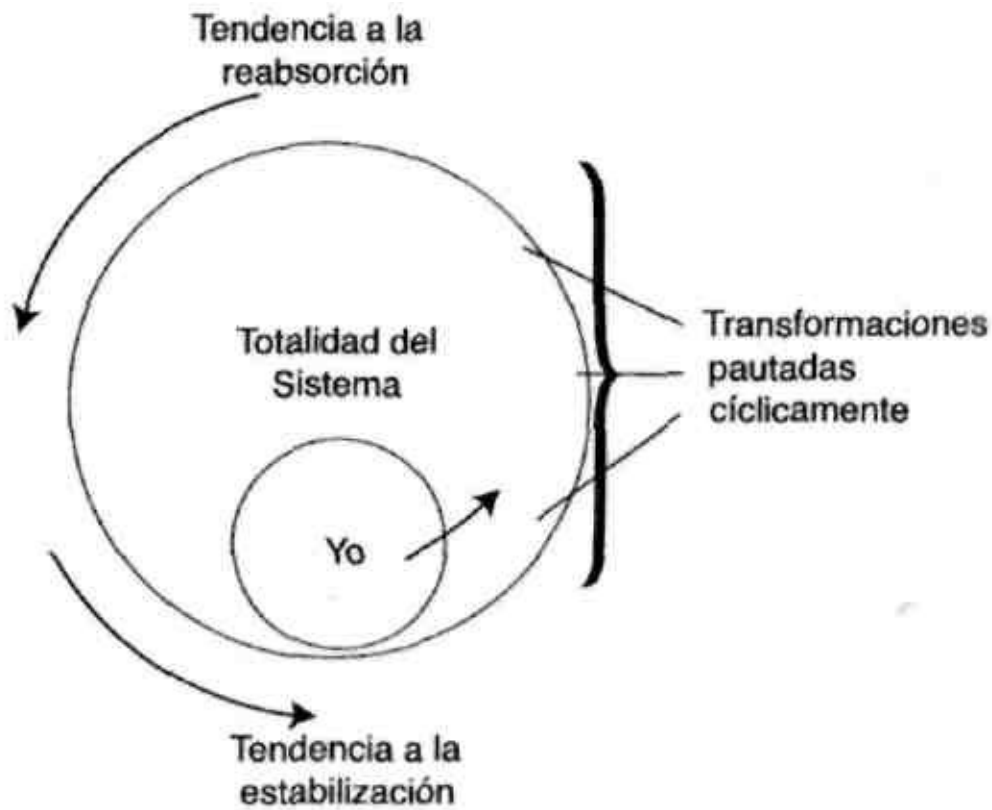 Tendencia a la
reabsorción
Totalidad del
Sistema
Transformaciones
pautadas
cíclicamente
Yo
Tendencia a la
estabilización